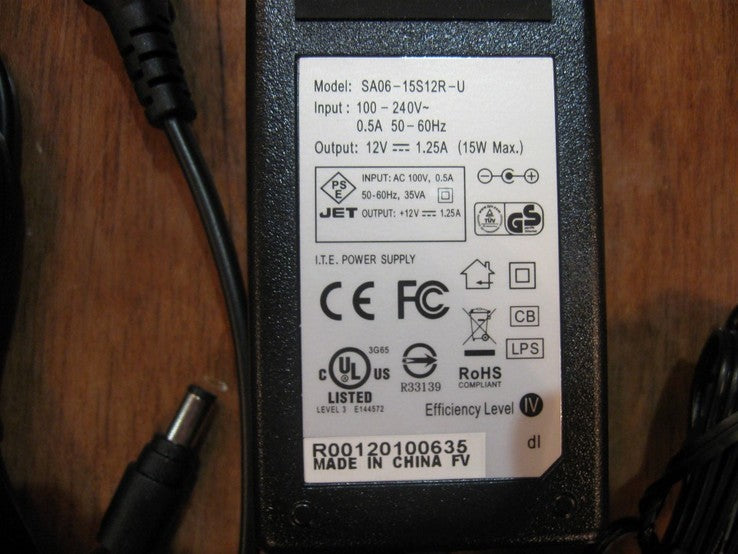 Model: SA06-15S12R-U
Input: 100-240V~
0.5A 50-60Hz
Output: 12V ⎓ 1.25A (15W Max.)
PS
E
JET
INPUT: AC 100V, 0.5A
50-60Hz, 35VA
OUTPUT: +12V ⎓ 1.25A
TÜV
GS
I.T.E. POWER SUPPLY
CE FC
CB
LPS
3G65
C UL US
LISTED
LEVEL 3 E144572
R33139
RoHS
COMPLIANT
Efficiency Level IV
dl
R00120100635
MADE IN CHINA FV